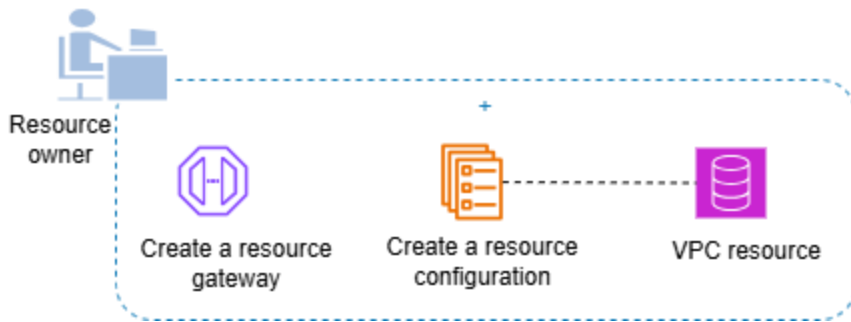 Resource
owner
Create a resource
gateway
Create a resource
configuration
VPC resource